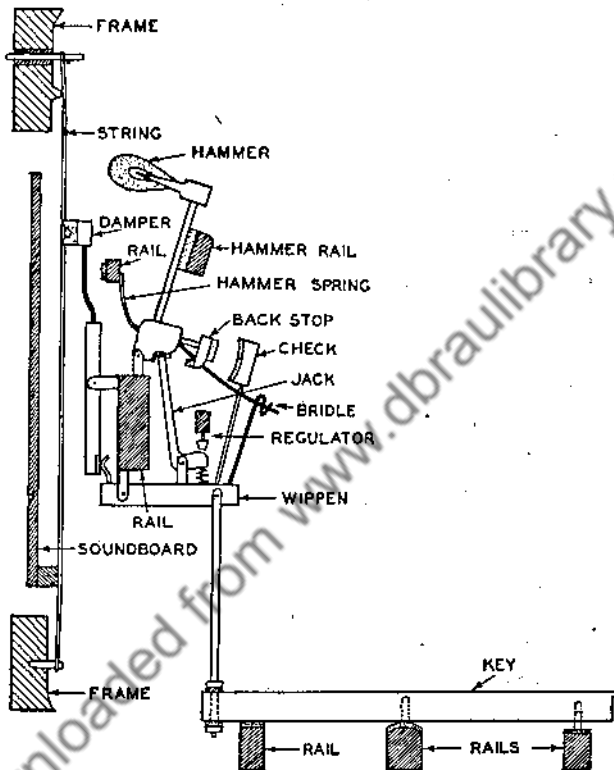 FRAME
STRING
HAMMER
DAMPER
RAIL
HAMMER RAIL
HAMMER SPRING
BACK STOP
CHECK
JACK
BRIDLE
REGULATOR
WIPPEN
RAIL
SOUNDBOARD
KEY
FRAME
RAIL
RAILS
nloaded from www.dbraulibrary